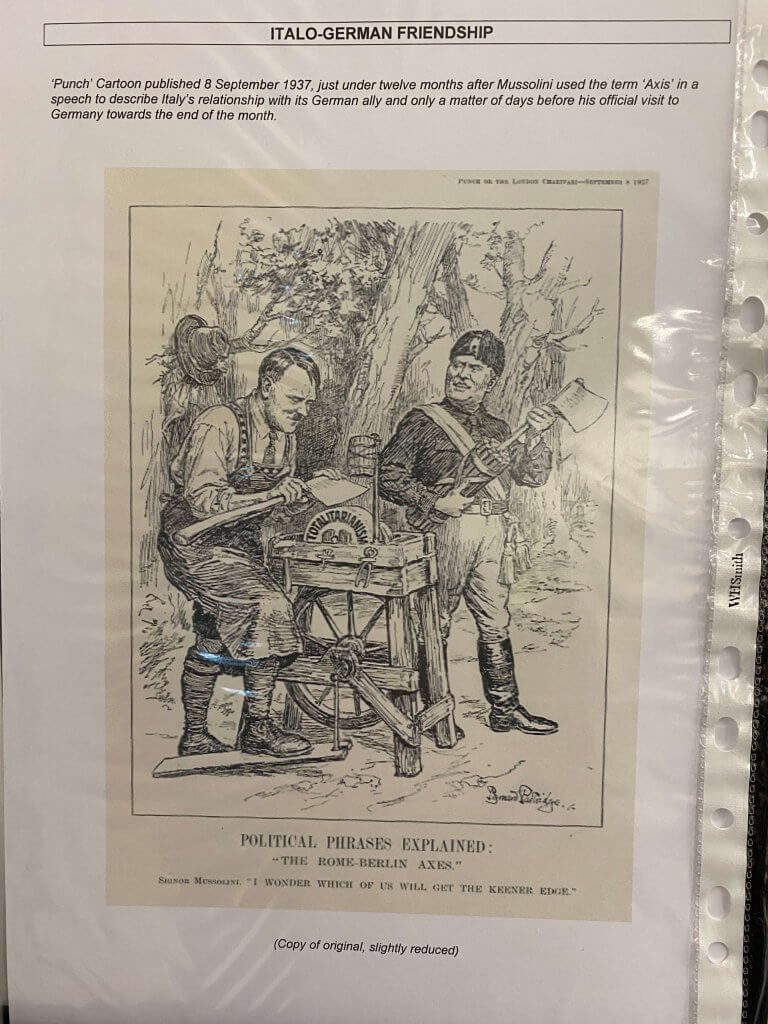 ITALO-GERMAN FRIENDSHIP
'Punch' Cartoon published 8 September 1937, just under twelve months after Mussolini used the term 'Axis' in a
speech to describe Italy's relationship with its German ally and only a matter of days before his official visit to
Germany towards the end of the month.
PUNCH OR THE LONDON CHARIVARI—SEPTEMBER 8 1937
TOTALITARIANISM
Bernard Partridge
POLITICAL PHRASES EXPLAINED:
"THE ROME-BERLIN AXES."
SIGNOR MUSSOLINI. "I WONDER WHICH OF US WILL GET THE KEENER EDGE."
(Copy of original, slightly reduced)
WHSmith